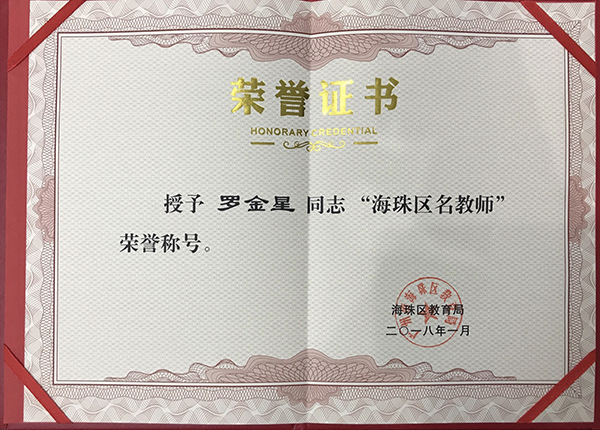 荣誉证书
HONORARY CREDENTIAL
授予 罗金星 同志 “海珠区名教师”
荣誉称号。
海珠区教育局
二〇一八年一月